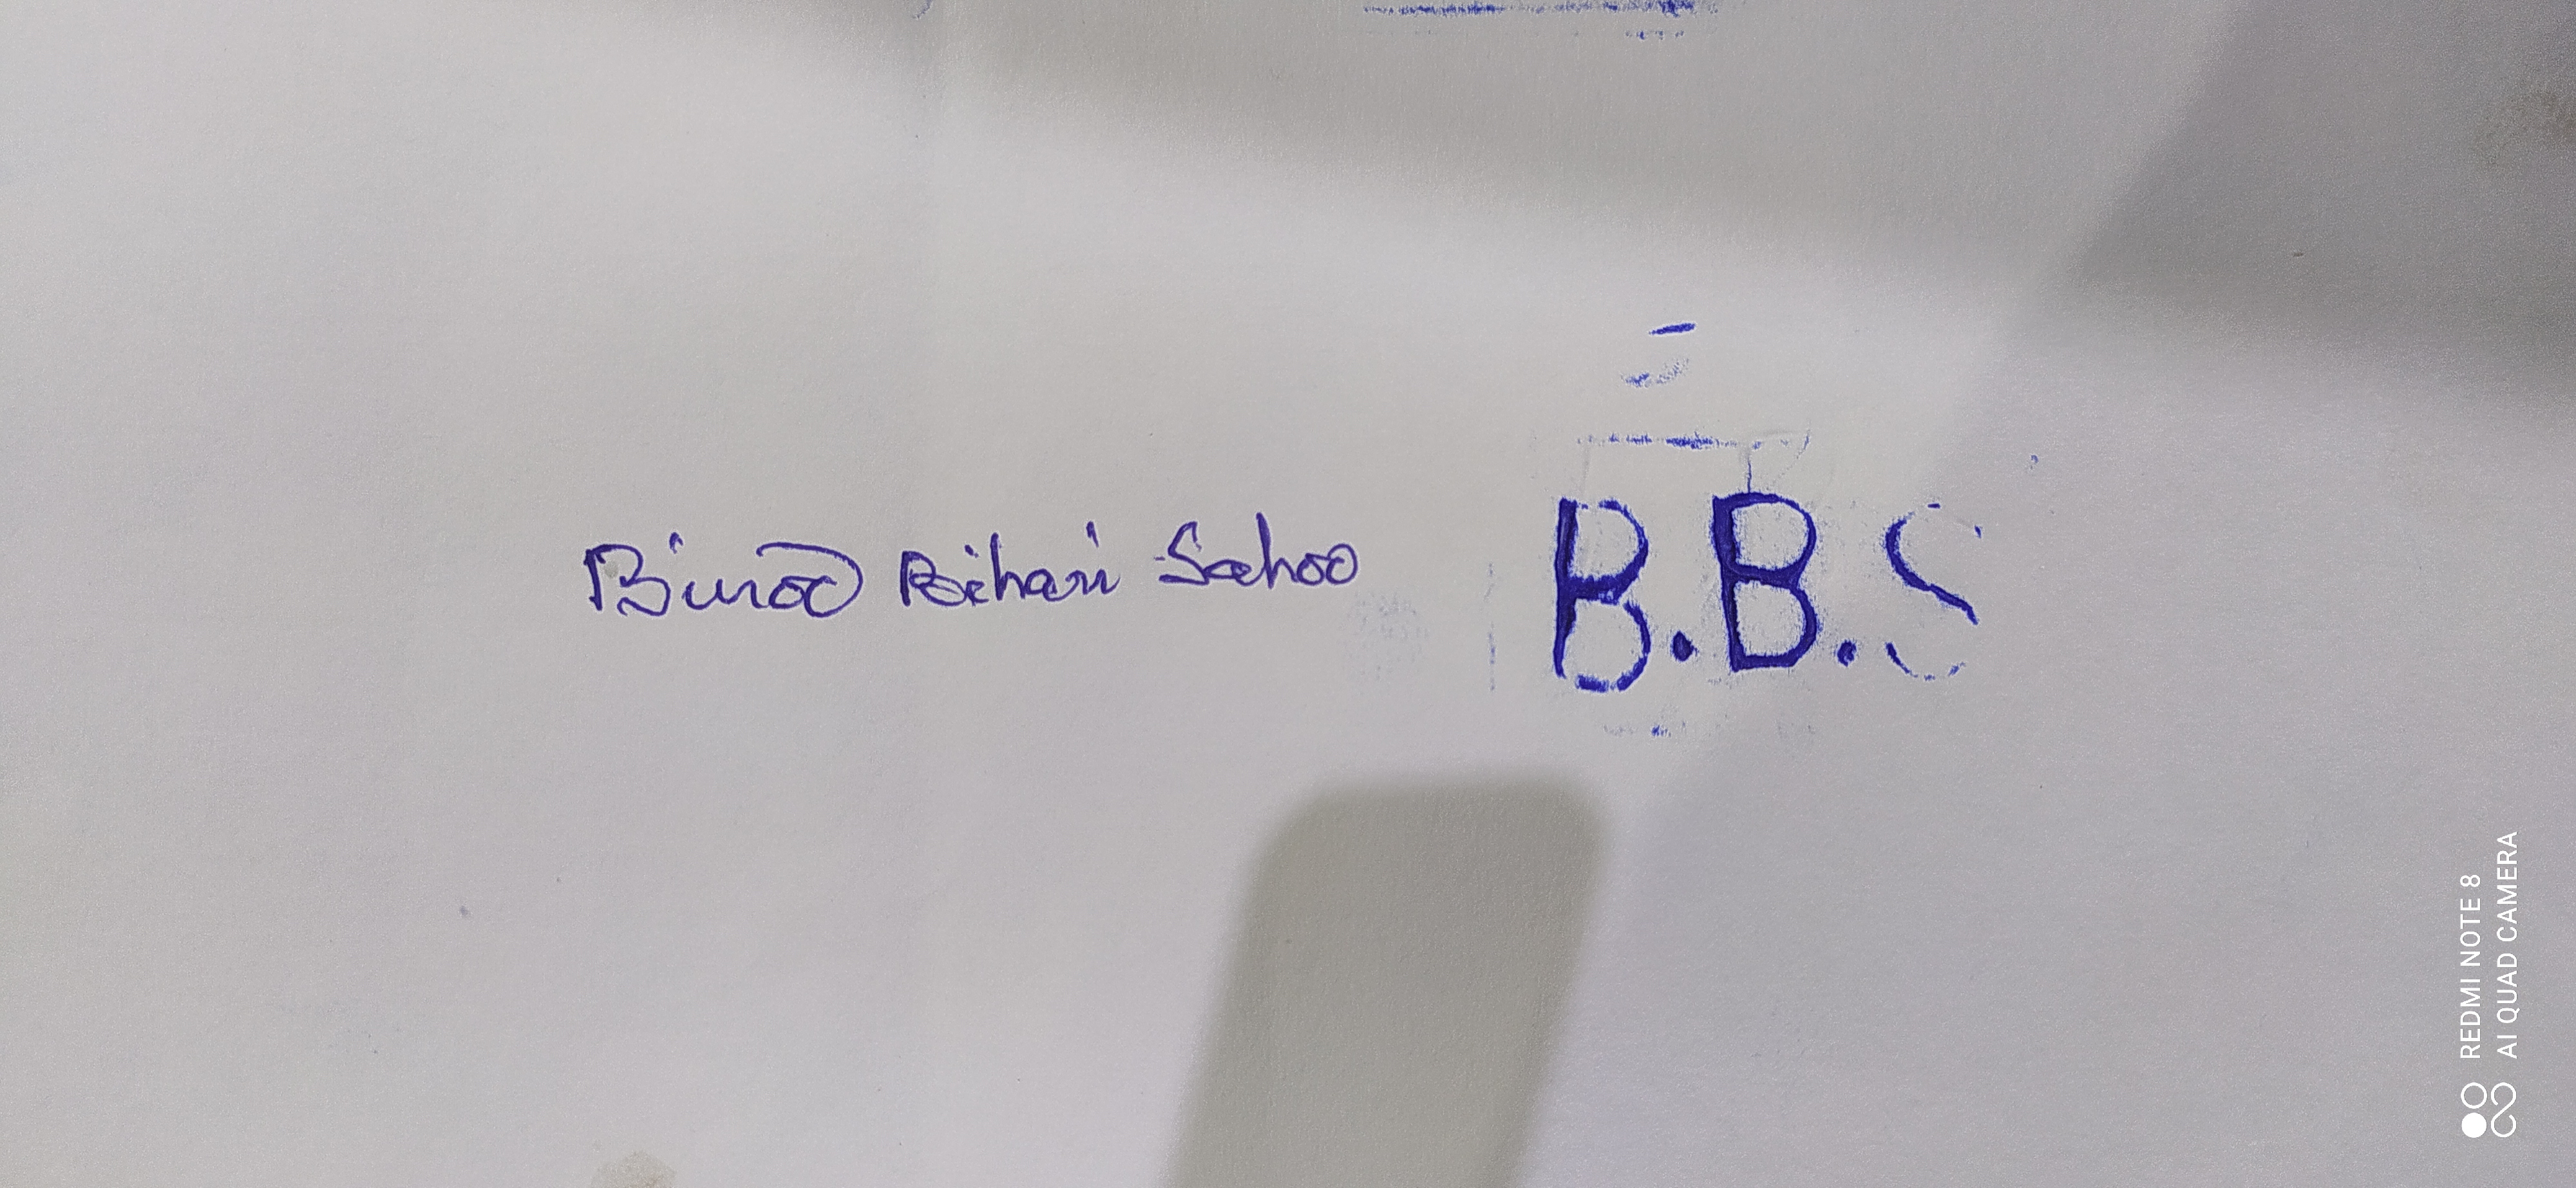 Binod Bihari Sahoo B.B.S
REDMI NOTE 8
AI QUAD CAMERA